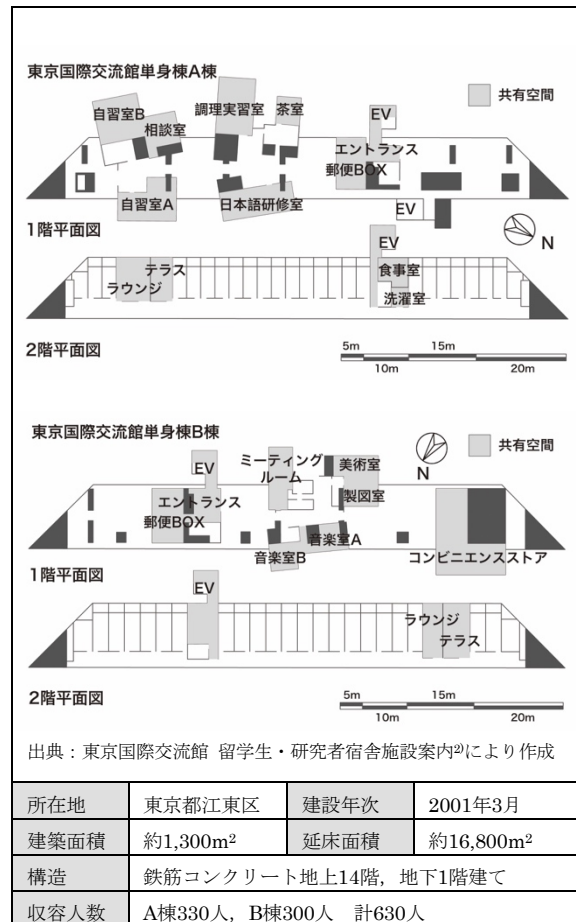 東京国際交流館単身棟A棟
共有空間
自習室B
相談室
調理実習室
茶室
EV
エントランス
郵便BOX
自習室A
日本語研修室
EV
1階平面図
N
EV
テラス
ラウンジ
食事室
洗濯室
2階平面図
5m 15m
10m 20m
東京国際交流館単身棟B棟
共有空間
N
EV
ミーティング
ルーム
美術室
製図室
エントランス
郵便BOX
音楽室A
音楽室B
コンビニエンスストア
1階平面図
EV
ラウンジ
テラス
2階平面図
5m 15m
10m 20m
出典：東京国際交流館 留学生・研究者宿舎施設案内2)により作成
所在地 東京都江東区 建設年次 2001年3月
建築面積 約1,300m² 延床面積 約16,800m²
構造 鉄筋コンクリート地上14階，地下1階建て
収容人数 A棟330人，B棟300人 計630人